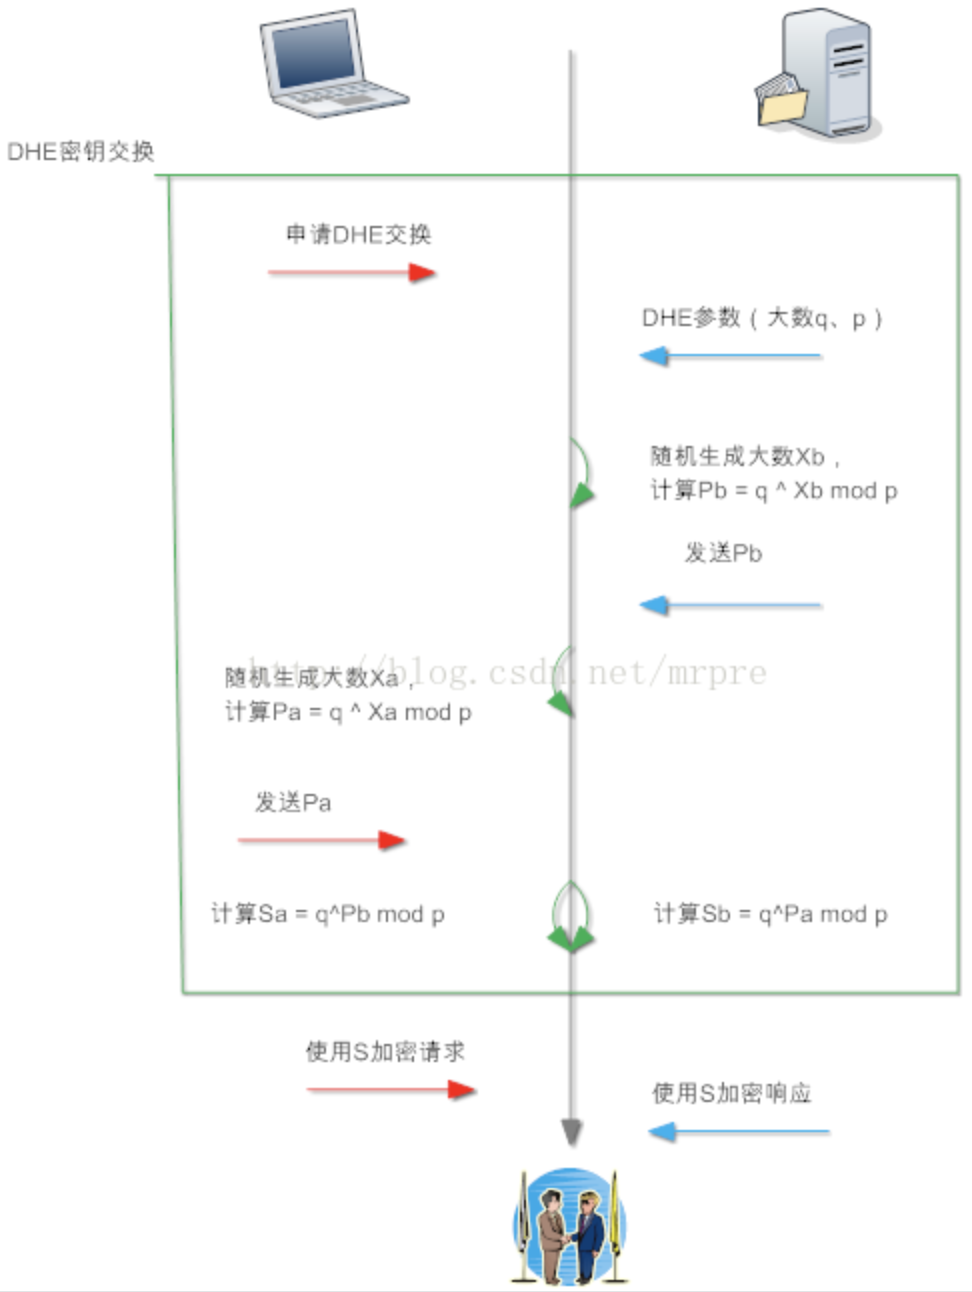 DHE密钥交换
申请DHE交换
DHE参数（大数q、p）
随机生成大数Xb，
计算Pb = q ^ Xb mod p
发送Pb
http://blog.csdn.net/mrpre
随机生成大数Xa，
计算Pa = q ^ Xa mod p
发送Pa
计算Sa = q^Pb mod p
计算Sb = q^Pa mod p
使用S加密请求
使用S加密响应